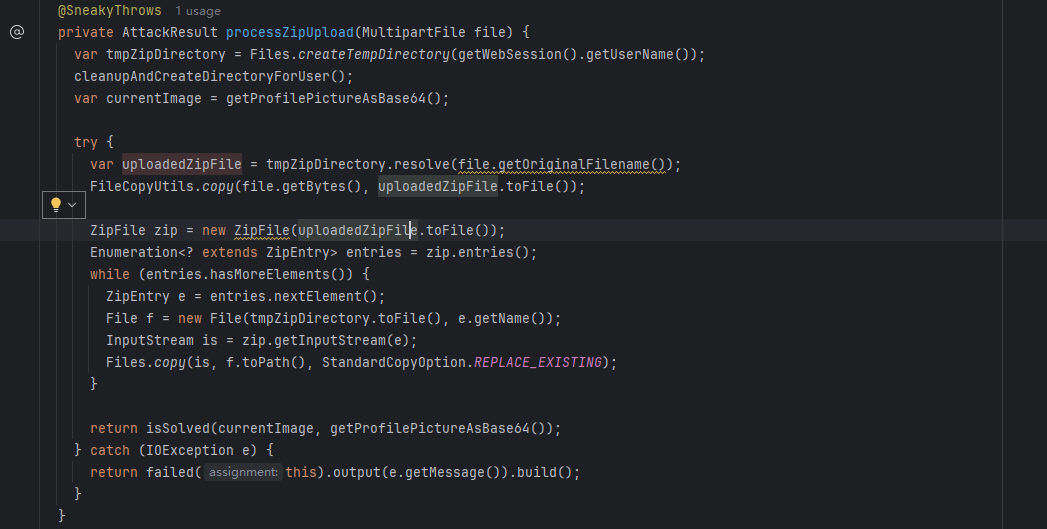 @SneakyThrows 1 usage
private AttackResult processZipUpload(MultipartFile file) {
var tmpZipDirectory = Files.createTempDirectory(getWebSession().getUserName());
cleanupAndCreateDirectoryForUser();
var currentImage = getProfilePictureAsBase64();
try {
var uploadedZipFile = tmpZipDirectory.resolve(file.getOriginalFilename());
FileCopyUtils.copy(file.getBytes(), uploadedZipFile.toFile());
ZipFile zip = new ZipFile(uploadedZipFile.toFile());
Enumeration<? extends ZipEntry> entries = zip.entries();
while (entries.hasMoreElements()) {
ZipEntry e = entries.nextElement();
File f = new File(tmpZipDirectory.toFile(), e.getName());
InputStream is = zip.getInputStream(e);
Files.copy(is, f.toPath(), StandardCopyOption.REPLACE_EXISTING);
}
return isSolved(currentImage, getProfilePictureAsBase64());
} catch (IOException e) {
return failed( assignment: this).output(e.getMessage()).build();
}
}